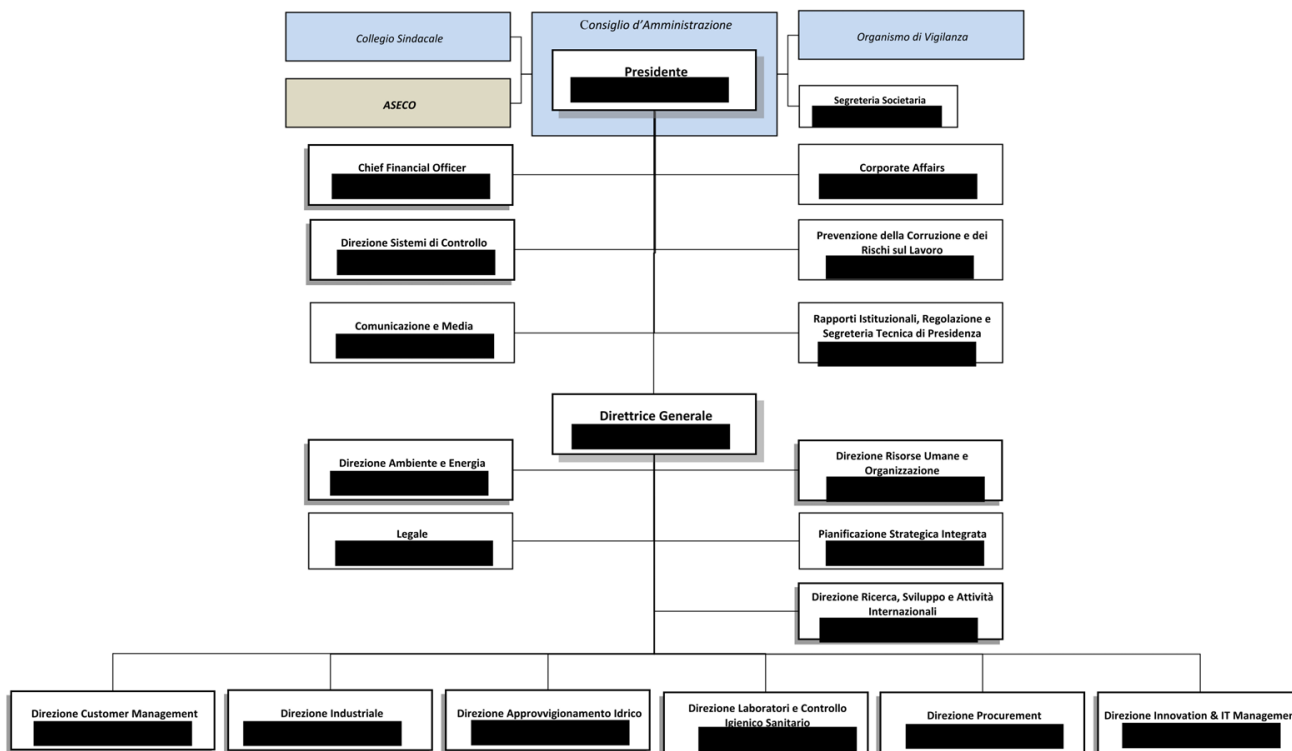 Collegio Sindacale
Consiglio d'Amministrazione
Organismo di Vigilanza
Presidente
ASECO
Segreteria Societaria
Chief Financial Officer
Corporate Affairs
Direzione Sistemi di Controllo
Prevenzione della Corruzione e dei
Rischi sul Lavoro
Comunicazione e Media
Rapporti Istituzionali, Regolazione e
Segreteria Tecnica di Presidenza
Direttrice Generale
Direzione Ambiente e Energia
Direzione Risorse Umane e
Organizzazione
Legale
Pianificazione Strategica Integrata
Direzione Ricerca, Sviluppo e Attività
Internazionali
Direzione Customer Management
Direzione Industriale
Direzione Approvvigionamento Idrico
Direzione Laboratori e Controllo
Igienico Sanitario
Direzione Procurement
Direzione Innovation & IT Management